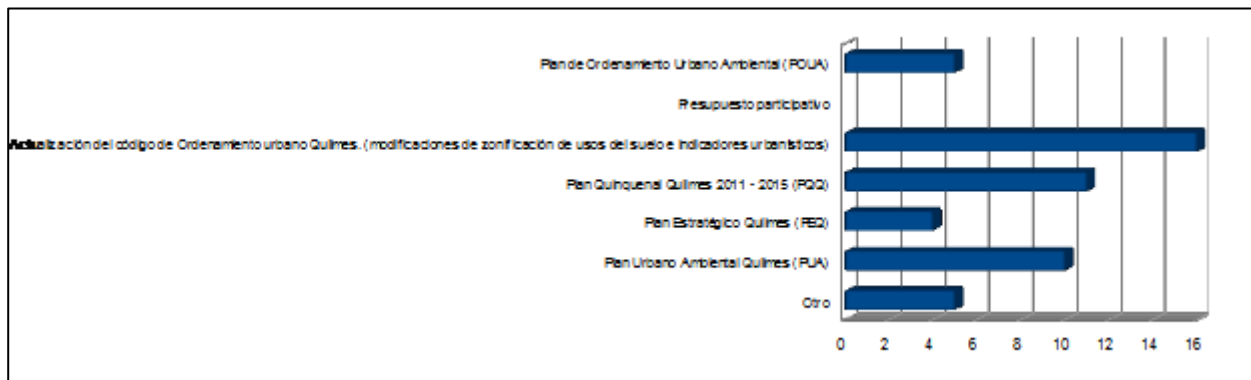 Plan de Ordenamiento Urbano Ambiental (POUA)
Presupuesto participativo
Actualización del código de Ordenamiento urbano Quilmes. (modificaciones de zonificación de usos del suelo e indicadores urbanísticos)
Plan Quinquenal Quilmes 2011 - 2015 (PQQ)
Plan Estratégico Quilmes (PEQ)
Plan Urbano Ambiental Quilmes (PUA)
Otro
0 2 4 6 8 10 12 14 16